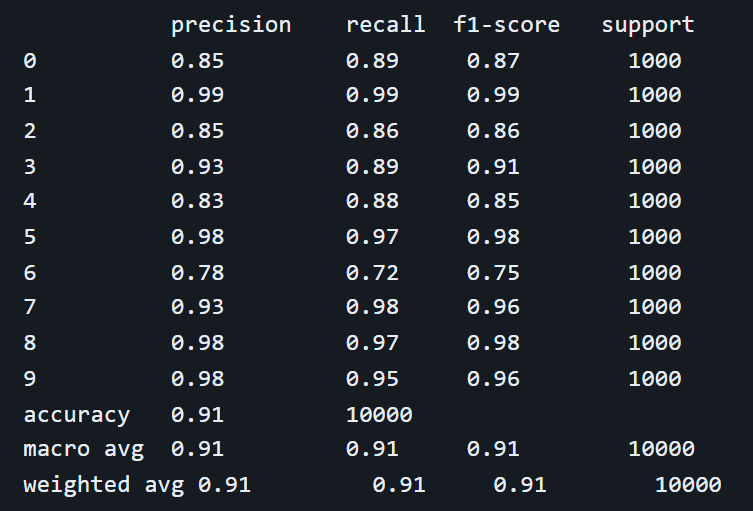 precision recall f1-score support
0 0.85 0.89 0.87 1000
1 0.99 0.99 0.99 1000
2 0.85 0.86 0.86 1000
3 0.93 0.89 0.91 1000
4 0.83 0.88 0.85 1000
5 0.98 0.97 0.98 1000
6 0.78 0.72 0.75 1000
7 0.93 0.98 0.96 1000
8 0.98 0.97 0.98 1000
9 0.98 0.95 0.96 1000
accuracy 0.91 10000
macro avg 0.91 0.91 0.91 10000
weighted avg 0.91 0.91 0.91 10000